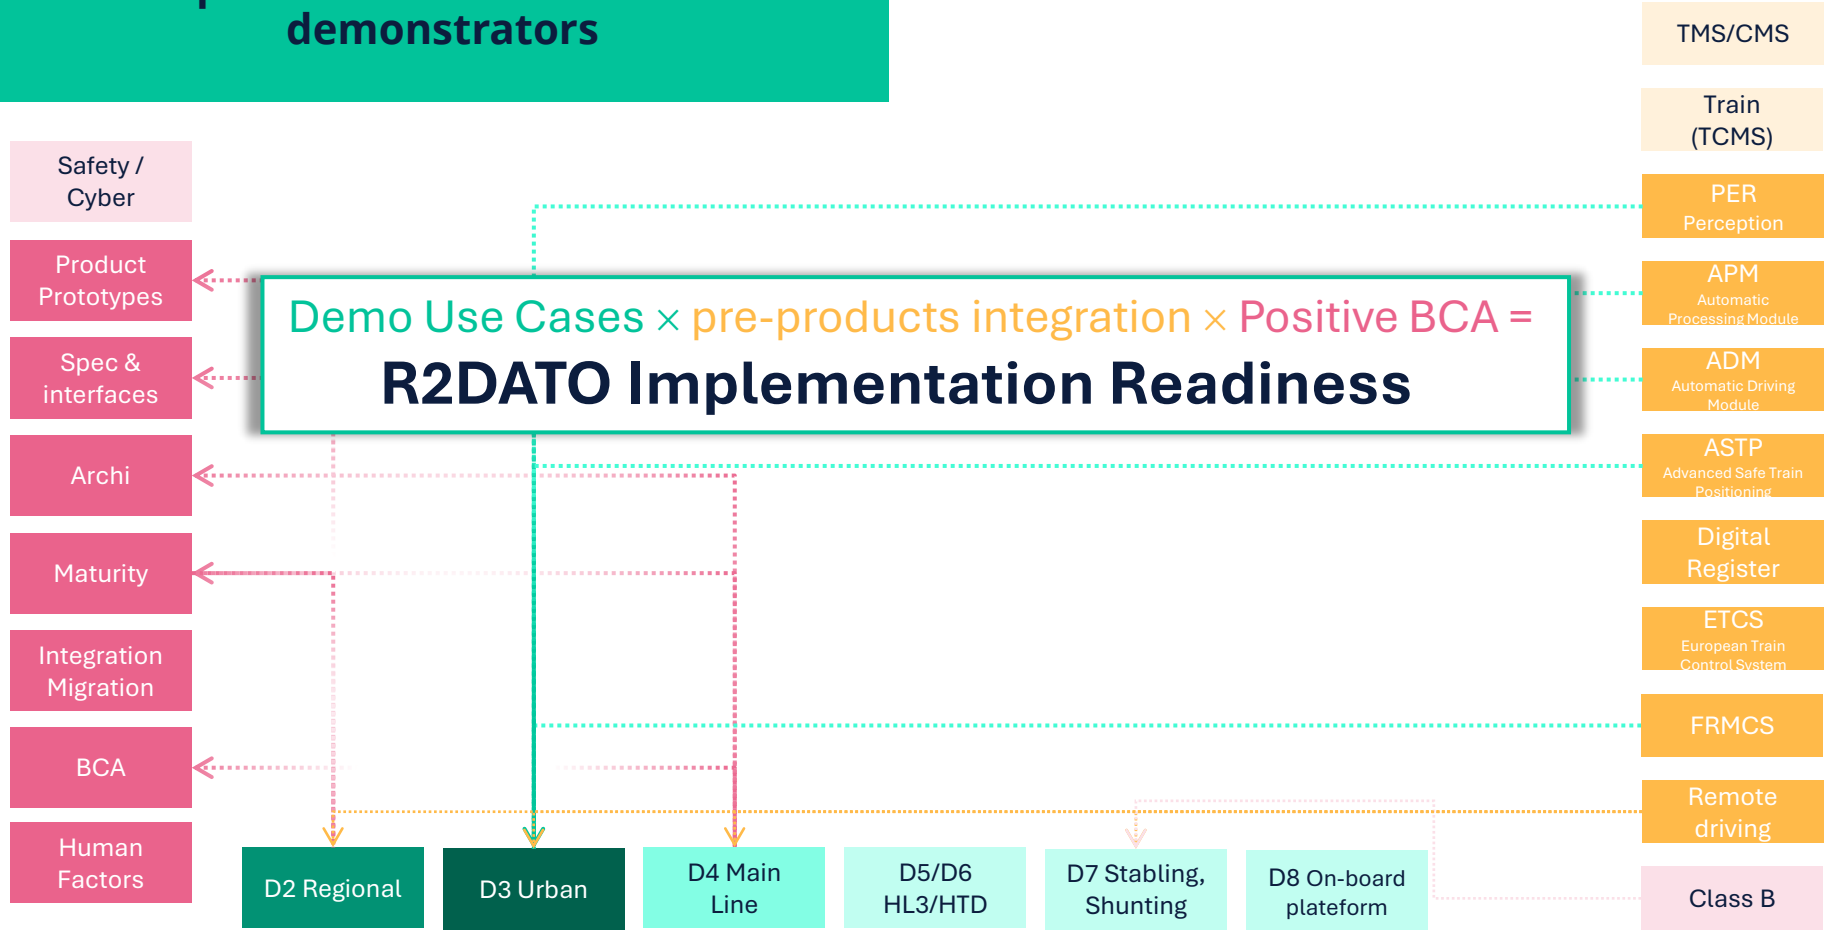 demonstrators
TMS/CMS
Train
(TCMS)
Safety /
Cyber
PER
Perception
Product
Prototypes
APM
Automatic
Processing Module
Demo Use Cases × pre-products integration × Positive BCA =
R2DATO Implementation Readiness
Spec &
interfaces
ADM
Automatic Driving
Module
Archi
ASTP
Advanced Safe Train
Positioning
Maturity
Digital
Register
Integration
Migration
ETCS
European Train
Control System
BCA
FRMCS
Remote
driving
Human
Factors
D2 Regional
D3 Urban
D4 Main
Line
D5/D6
HL3/HTD
D7 Stabling,
Shunting
D8 On-board
plateform
Class B